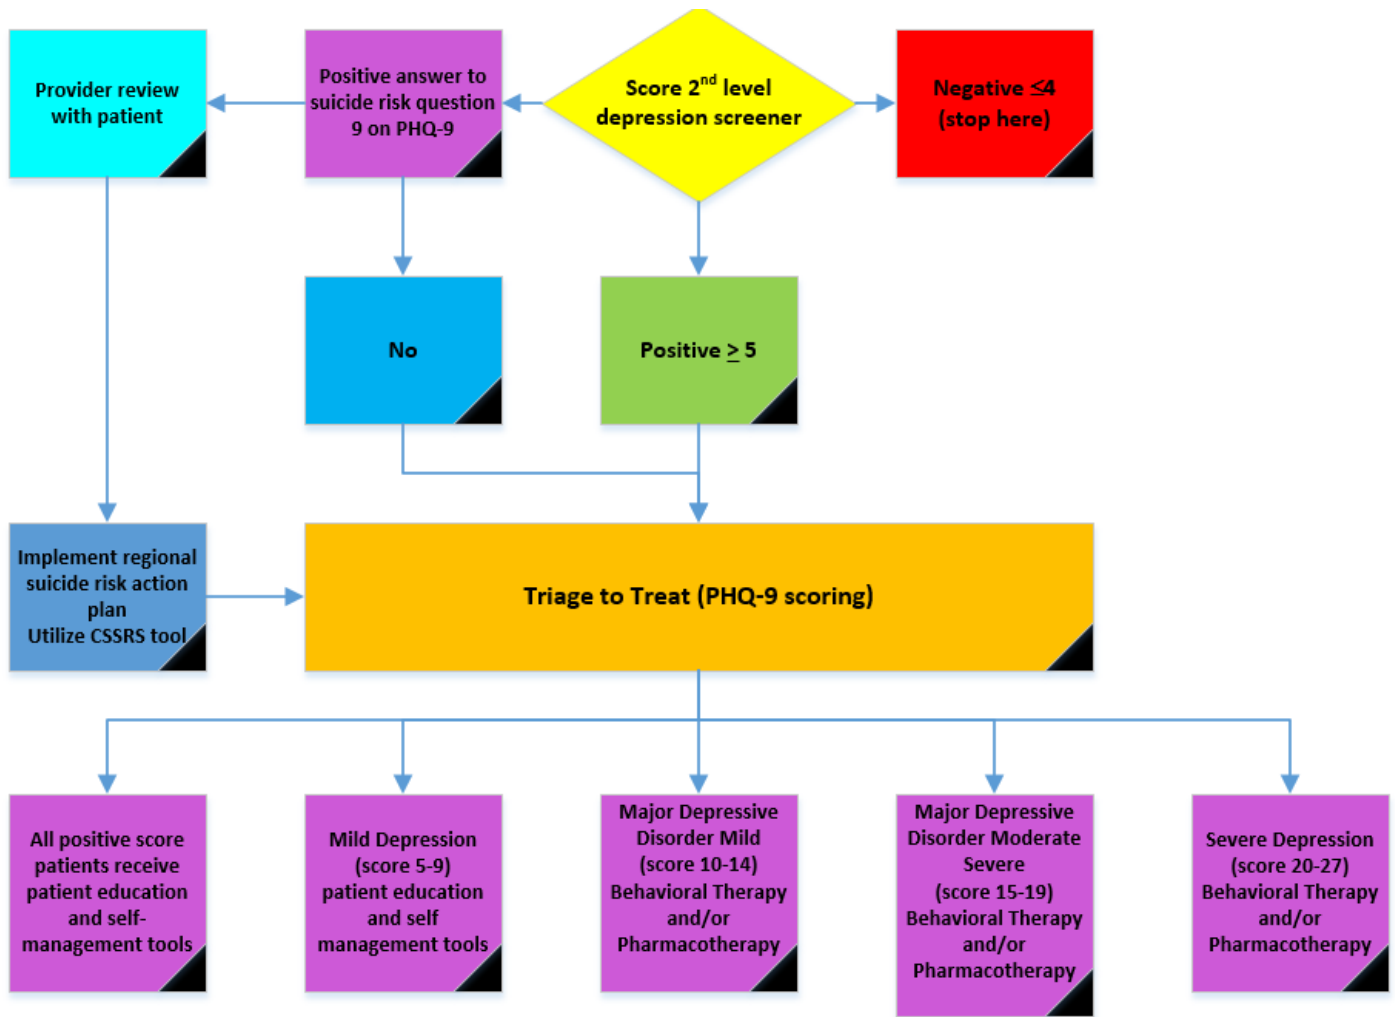 Provider review
with patient
Positive answer to
suicide risk question
9 on PHQ-9
Score 2nd level
depression screener
Negative ≤4
(stop here)
No
Positive ≥ 5
Implement regional
suicide risk action
plan
Utilize CSSRS tool
Triage to Treat (PHQ-9 scoring)
All positive score
patients receive
patient education
and self-
management tools
Mild Depression
(score 5-9)
patient education
and self
management tools
Major Depressive
Disorder Mild
(score 10-14)
Behavioral Therapy
and/or
Pharmacotherapy
Major Depressive
Disorder Moderate
Severe
(score 15-19)
Behavioral Therapy
and/or
Pharmacotherapy
Severe Depression
(score 20-27)
Behavioral Therapy
and/or
Pharmacotherapy